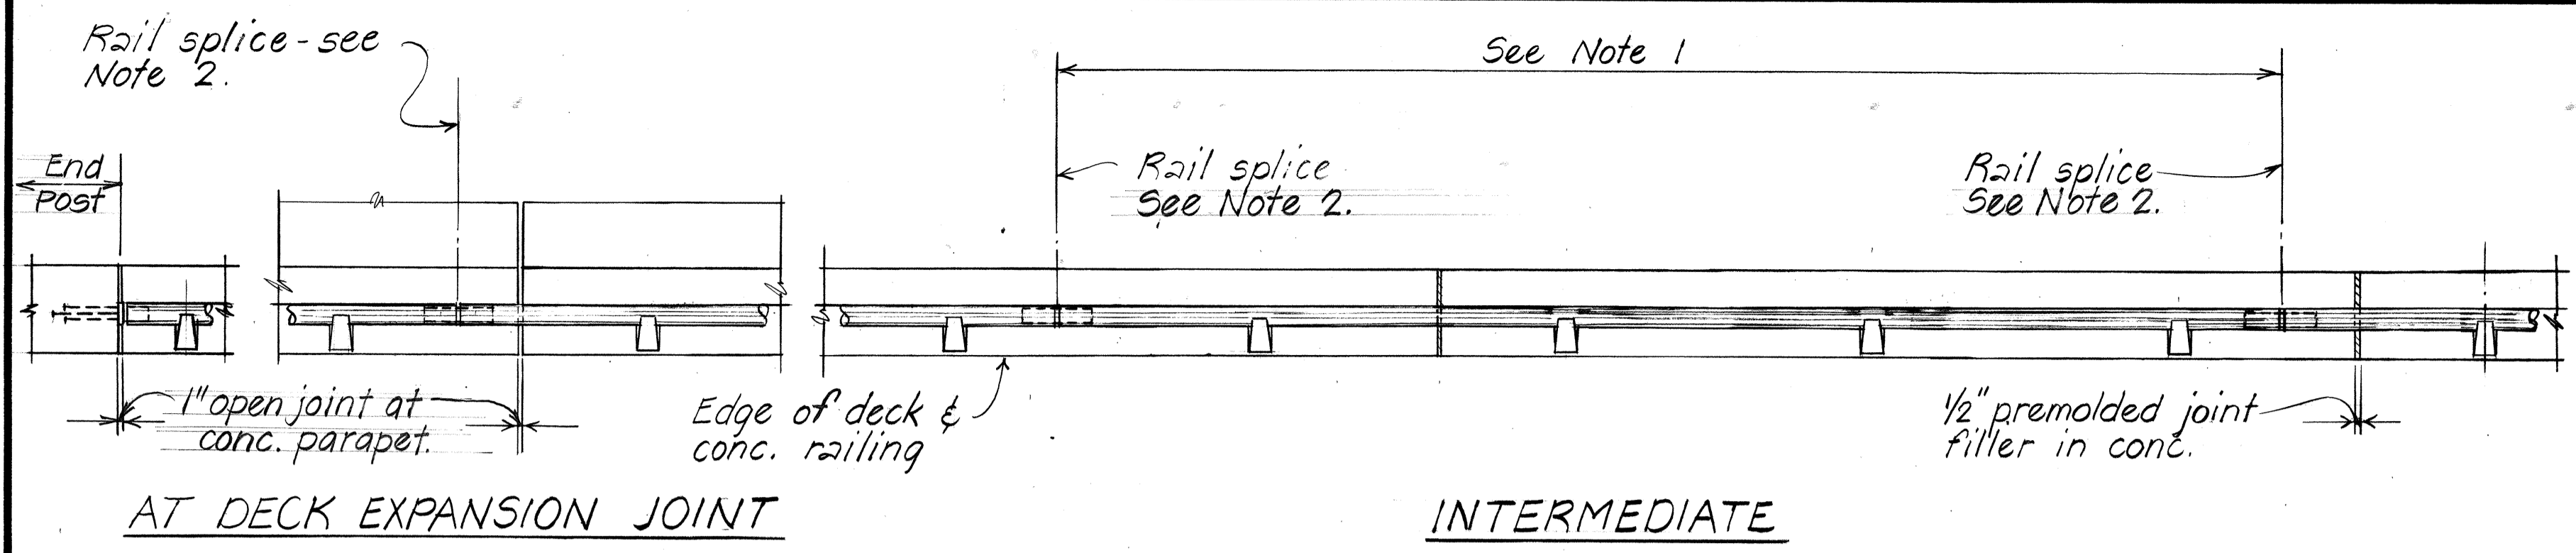 Rail splice - see
Note 2.
See Note 1
End
Post
Rail splice
See Note 2.
Rail splice
See Note 2.
1" open joint at
conc. parapet.
Edge of deck &
conc. railing
1/2" premolded joint
filler in conc.
AT DECK EXPANSION JOINT
INTERMEDIATE